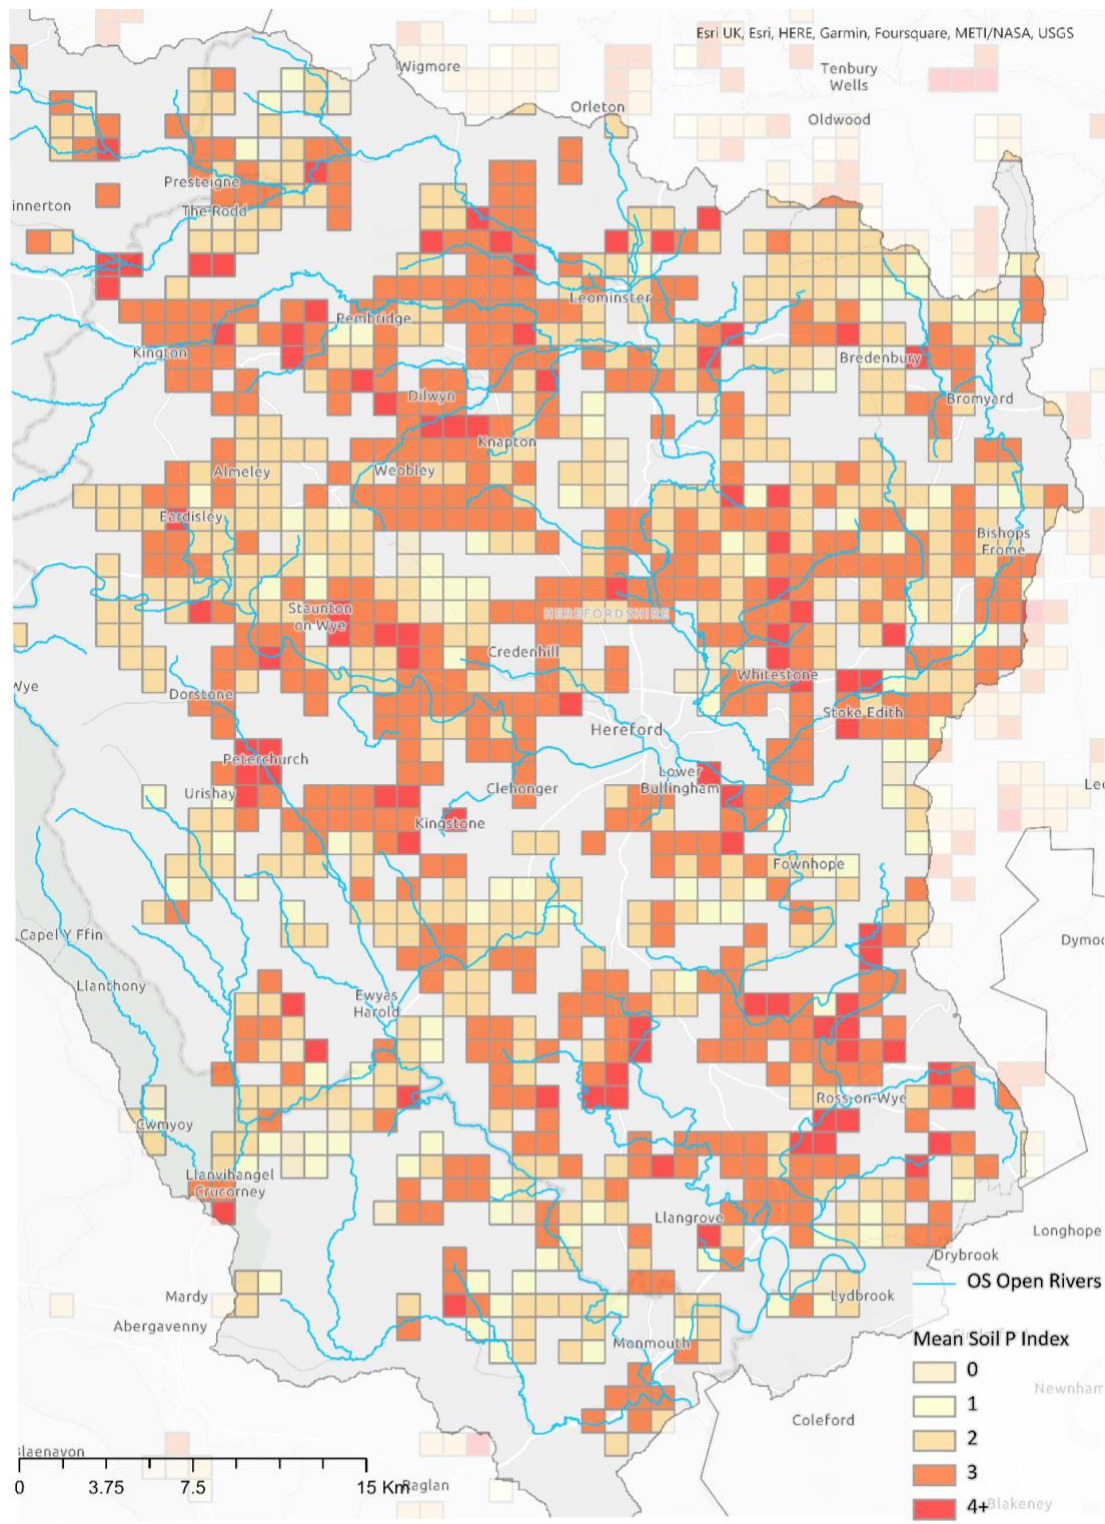 Esri UK, Esri, HERE, Garmin, Foursquare, METI/NASA, USGS
Wigmore
Tenbury
Wells
Orleton
Oldwood
Presteigne
innerton
The Rodd
Leominster
Pembridge
Kington
Bredenbury
Dilwyn
Bromyard
Knapton
Almeley
Weobley
Eardisley
Bishops
Frome
Staunton
on Wye
HEREFORDSHIRE
Credenhill
Wye
Dorstone
Whitestone
Stoke Edith
Hereford
Peterchurch
Lower
Bullingham
Urishay
Clehonger
Lec
Kingstone
Fownhope
Capel Y Ffin
Dymoc
Llanthony
Ewyas
Harold
Ross-on-Wye
Cwmyoy
Llanvihangel
Crucorney
Llangrove
Longhope
Drybrook
OS Open Rivers
Mardy
Lydbrook
Abergavenny
Monmouth
Mean Soil P Index
0
1
2
3
4+
Newnham
Coleford
Blaenavon
Raglan
Blakeney
0 3.75 7.5 15 Km